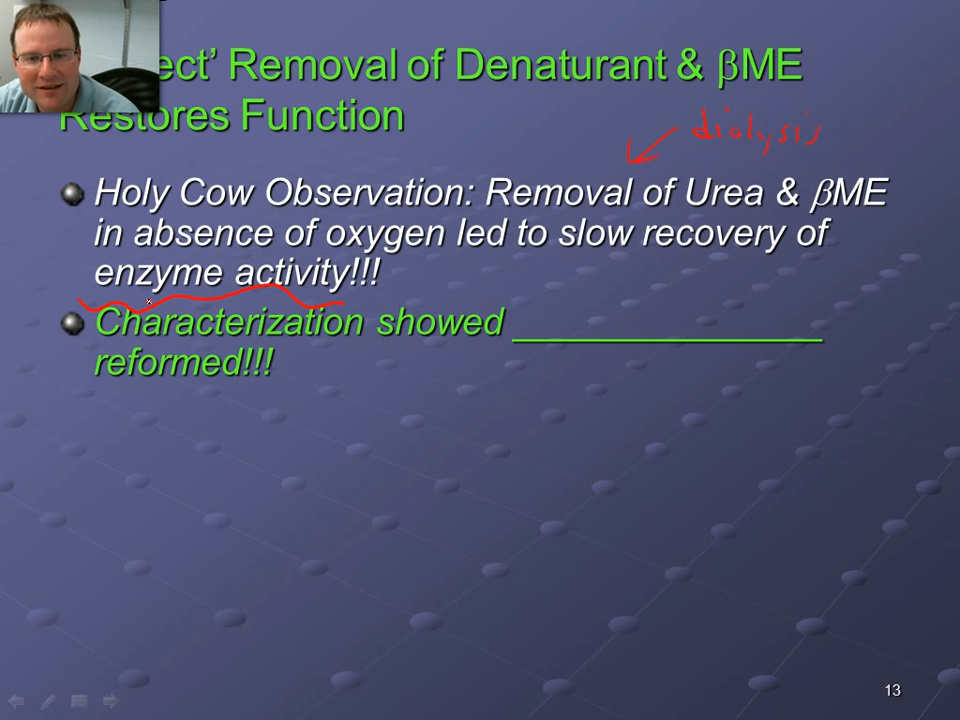 ect’ Removal of Denaturant & βME
Restores Function
dialysis
Holy Cow Observation: Removal of Urea & βME
in absence of oxygen led to slow recovery of
enzyme activity!!!
Characterization showed _______________
reformed!!!
13